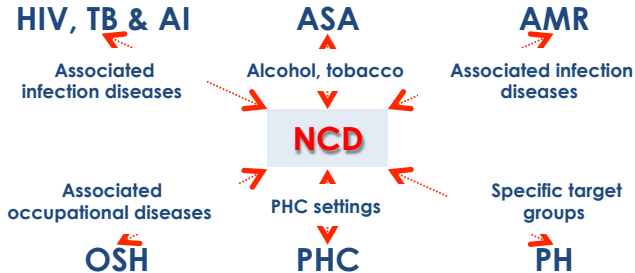 HIV, TB & AI
ASA
AMR
Associated
infection diseases
Alcohol, tobacco
Associated infection
diseases
NCD
Associated
occupational diseases
PHC settings
Specific target
groups
OSH
PHC
PH